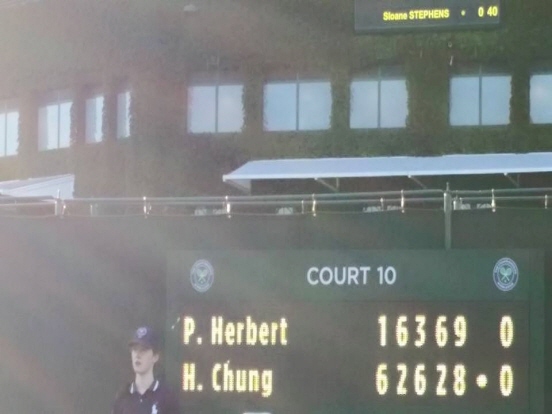 Sloane STEPHENS • 0 40
COURT 10
P. Herbert 16369 0
H. Chung 62628 • 0